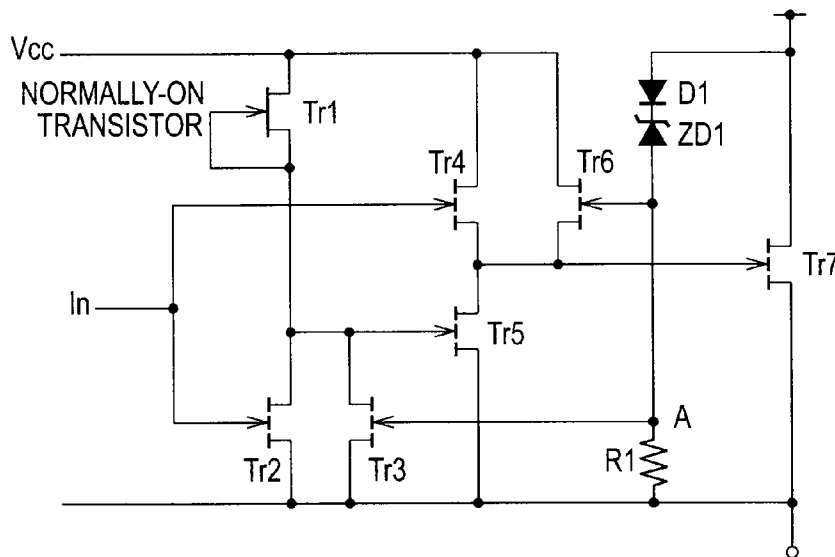 Vcc
NORMALLY-ON
TRANSISTOR
Tr1
D1
ZD1
Tr4
Tr6
Tr7
In
Tr5
A
R1
Tr2
Tr3